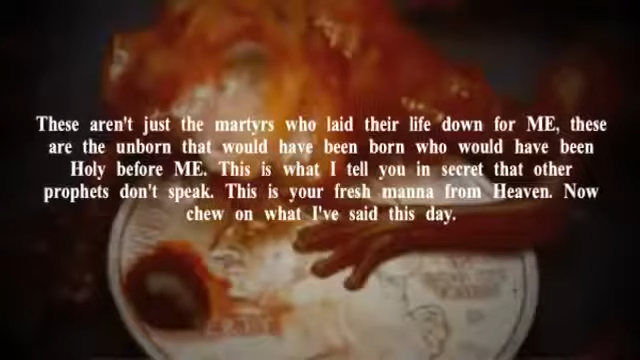 These aren't just the martyrs who laid their life down for ME, these
are the unborn that would have been born who would have been
Holy before ME. This is what I tell you in secret that other
prophets don't speak. This is your fresh manna from Heaven. Now
chew on what I've said this day.